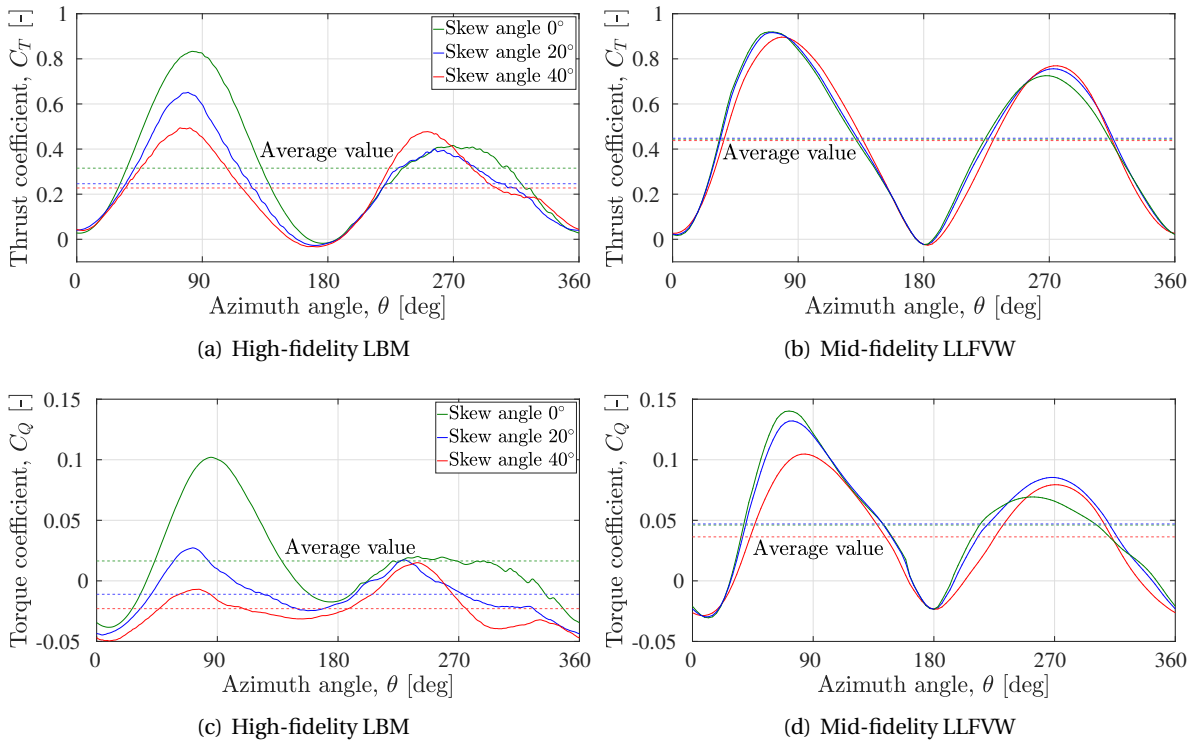 Thrust coefficient, C_T [-]
1
0.8
0.6
0.4
0.2
0
Skew angle 0°
Skew angle 20°
Skew angle 40°
Average value
0 90 180 270 360
Azimuth angle, θ [deg]
(a) High-fidelity LBM
Thrust coefficient, C_T [-]
1
0.8
0.6
0.4
0.2
0
Average value
0 90 180 270 360
Azimuth angle, θ [deg]
(b) Mid-fidelity LLFVW
Torque coefficient, C_Q [-]
0.15
0.1
0.05
0
-0.05
Skew angle 0°
Skew angle 20°
Skew angle 40°
Average value
0 90 180 270 360
Azimuth angle, θ [deg]
(c) High-fidelity LBM
Torque coefficient, C_Q [-]
0.15
0.1
0.05
0
-0.05
Average value
0 90 180 270 360
Azimuth angle, θ [deg]
(d) Mid-fidelity LLFVW